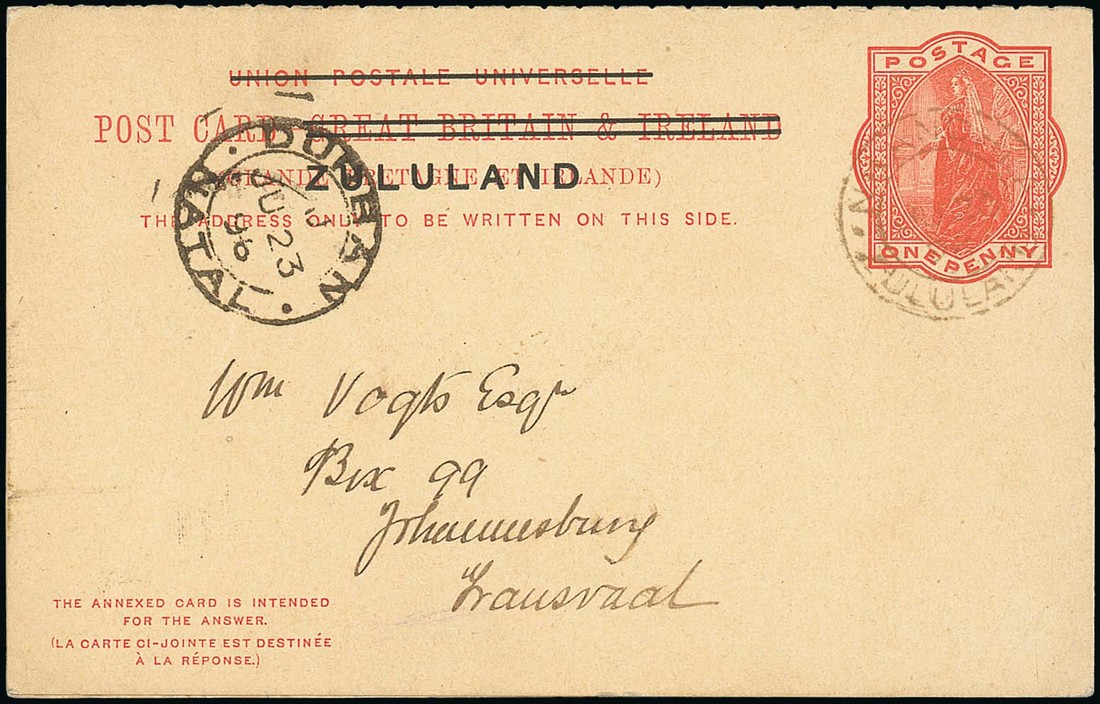 UNION POSTALE UNIVERSELLE
POSTAGE
POST CARD GREAT BRITAIN & IRELAND
ZULULAND
(GRANDE BRETAGNE ET IRLANDE)
THE ADDRESS ONLY TO BE WRITTEN ON THIS SIDE.
ONE PENNY
DURBAN
NATAL
JU 23
96
ZULULAND
Wm Vogts Esqr
Box 99
Johannesburg
Transvaal
THE ANNEXED CARD IS INTENDED
FOR THE ANSWER.
(LA CARTE CI-JOINTE EST DESTINÉE
À LA RÉPONSE.)